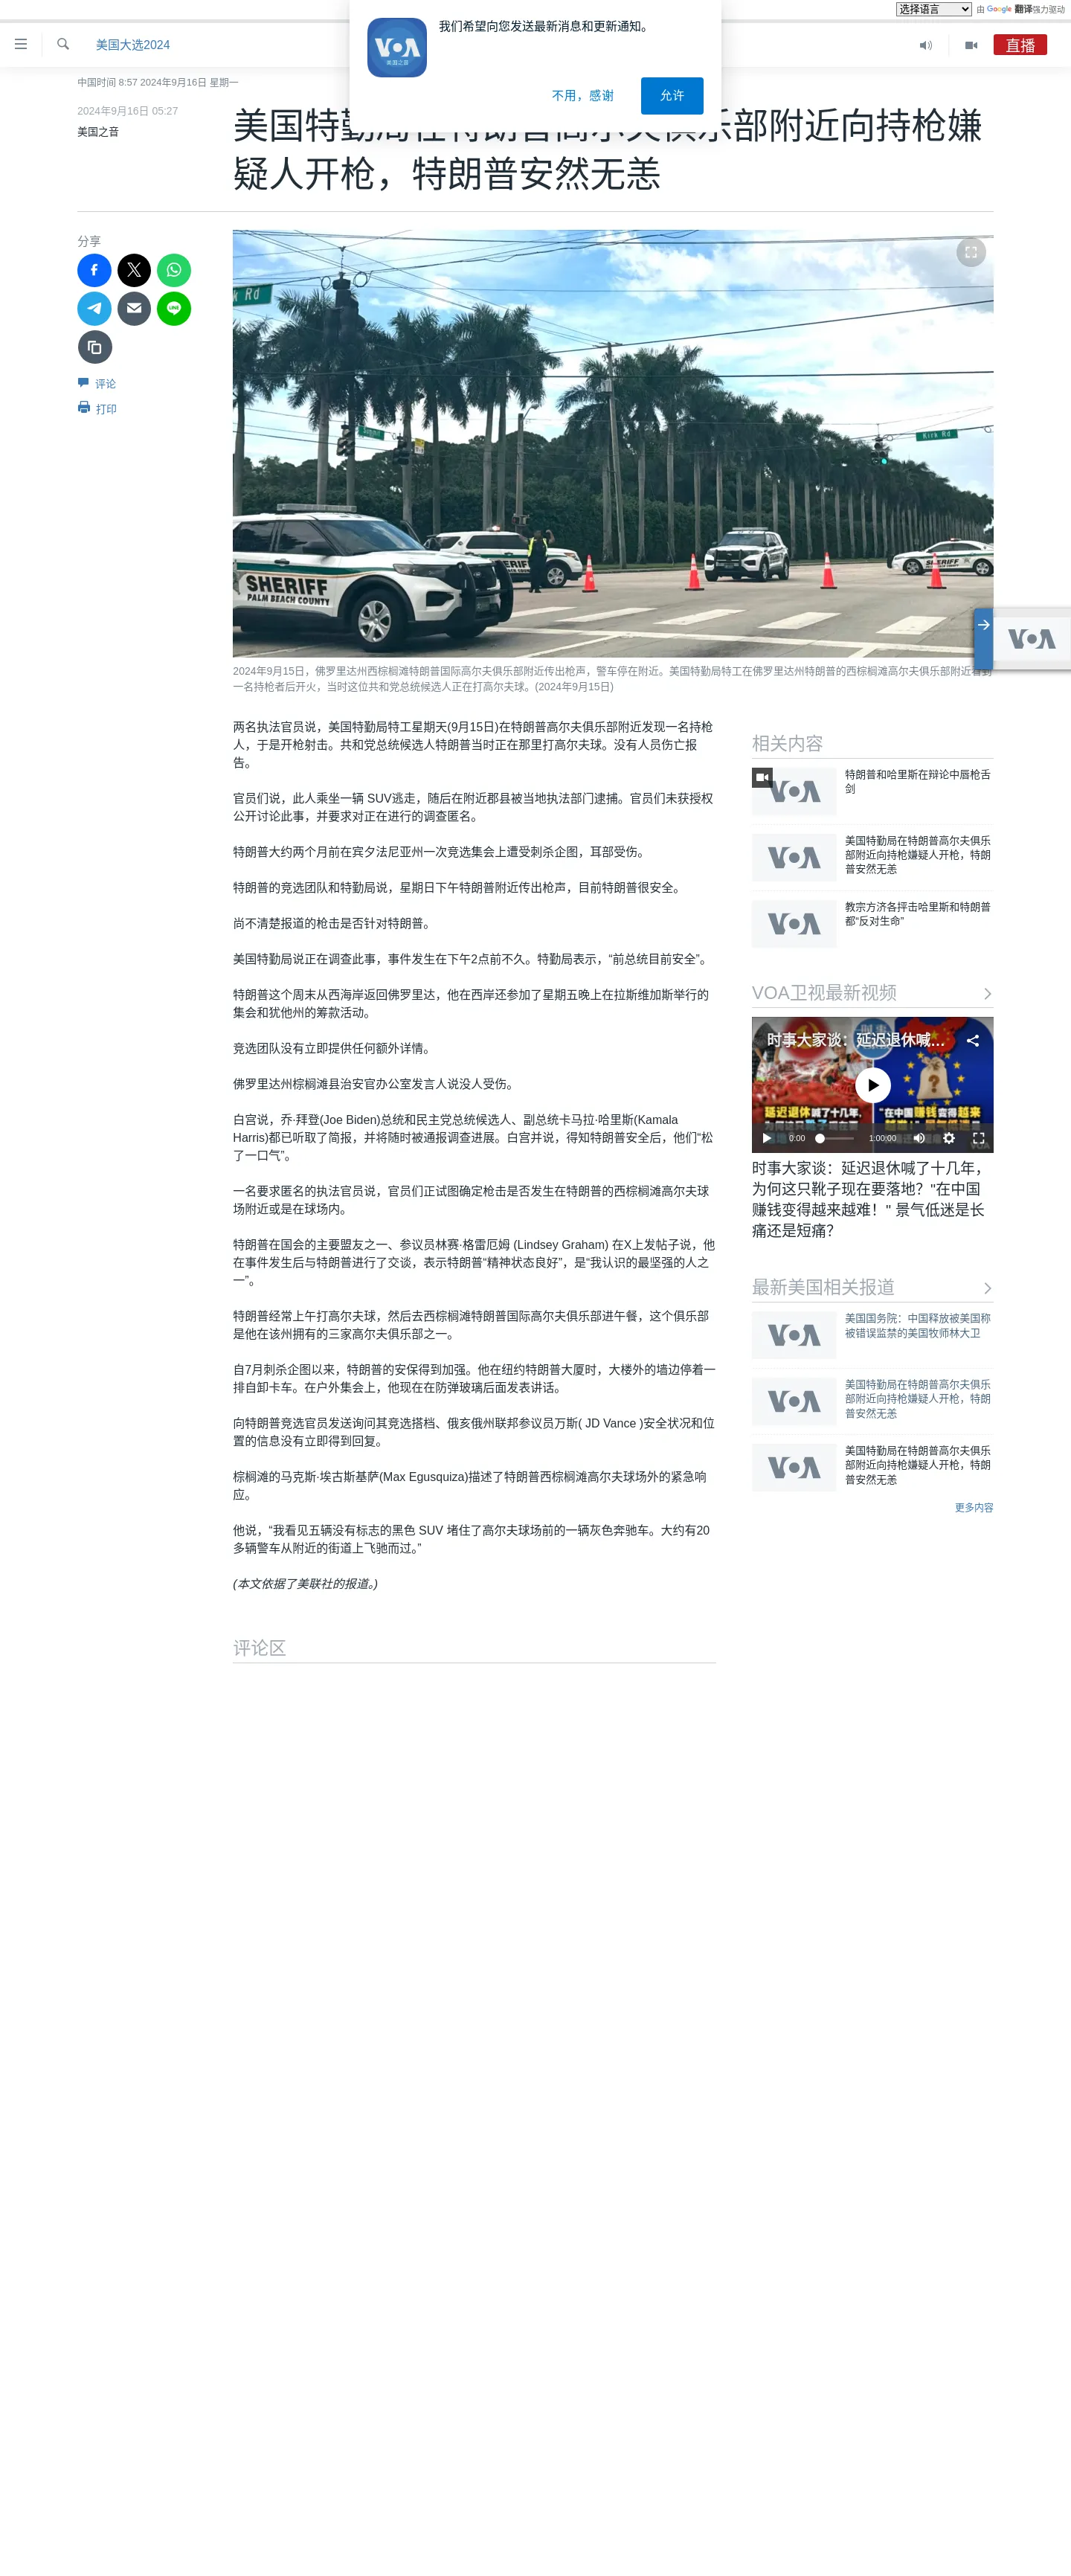 选择语言
由 Google 翻译强力驱动
我们希望向您发送最新消息和更新通知。
VOA
美国之音
不用，感谢
允许
美国大选2024
直播
中国时间 8:57 2024年9月16日 星期一
2024年9月16日 05:27
美国之音
美国特勤局在特朗普高尔夫俱乐部附近向持枪嫌
疑人开枪，特朗普安然无恙
分享
评论
打印
k Rd
Kirk Rd
SHERIFF
PALM BEACH COUNTY
SHERIFF
VOA
2024年9月15日，佛罗里达州西棕榈滩特朗普国际高尔夫俱乐部附近传出枪声，警车停在附近。美国特勤局特工在佛罗里达州特朗普的西棕榈滩高尔夫俱乐部附近看到
一名持枪者后开火，当时这位共和党总统候选人正在打高尔夫球。(2024年9月15日)
两名执法官员说，美国特勤局特工星期天(9月15日)在特朗普高尔夫俱乐部附近发现一名持枪
人，于是开枪射击。共和党总统候选人特朗普当时正在那里打高尔夫球。没有人员伤亡报
告。
官员们说，此人乘坐一辆 SUV逃走，随后在附近郡县被当地执法部门逮捕。官员们未获授权
公开讨论此事，并要求对正在进行的调查匿名。
特朗普大约两个月前在宾夕法尼亚州一次竞选集会上遭受刺杀企图，耳部受伤。
特朗普的竞选团队和特勤局说，星期日下午特朗普附近传出枪声，目前特朗普很安全。
尚不清楚报道的枪击是否针对特朗普。
美国特勤局说正在调查此事，事件发生在下午2点前不久。特勤局表示，“前总统目前安全”。
特朗普这个周末从西海岸返回佛罗里达，他在西岸还参加了星期五晚上在拉斯维加斯举行的
集会和犹他州的筹款活动。
竞选团队没有立即提供任何额外详情。
佛罗里达州棕榈滩县治安官办公室发言人说没人受伤。
白宫说，乔·拜登(Joe Biden)总统和民主党总统候选人、副总统卡马拉·哈里斯(Kamala
Harris)都已听取了简报，并将随时被通报调查进展。白宫并说，得知特朗普安全后，他们“松
了一口气”。
一名要求匿名的执法官员说，官员们正试图确定枪击是否发生在特朗普的西棕榈滩高尔夫球
场附近或是在球场内。
特朗普在国会的主要盟友之一、参议员林赛·格雷厄姆 (Lindsey Graham) 在X上发帖子说，他
在事件发生后与特朗普进行了交谈，表示特朗普“精神状态良好”，是“我认识的最坚强的人之
一”。
特朗普经常上午打高尔夫球，然后去西棕榈滩特朗普国际高尔夫俱乐部进午餐，这个俱乐部
是他在该州拥有的三家高尔夫俱乐部之一。
自7月刺杀企图以来，特朗普的安保得到加强。他在纽约特朗普大厦时，大楼外的墙边停着一
排自卸卡车。在户外集会上，他现在在防弹玻璃后面发表讲话。
向特朗普竞选官员发送询问其竞选搭档、俄亥俄州联邦参议员万斯( JD Vance )安全状况和位
置的信息没有立即得到回复。
棕榈滩的马克斯·埃古斯基萨(Max Egusquiza)描述了特朗普西棕榈滩高尔夫球场外的紧急响
应。
他说，“我看见五辆没有标志的黑色 SUV 堵住了高尔夫球场前的一辆灰色奔驰车。大约有20
多辆警车从附近的街道上飞驰而过。”
(本文依据了美联社的报道。)
评论区
相关内容
VOA
特朗普和哈里斯在辩论中唇枪舌
剑
VOA
美国特勤局在特朗普高尔夫俱乐
部附近向持枪嫌疑人开枪，特朗
普安然无恙
VOA
教宗方济各抨击哈里斯和特朗普
都“反对生命”
VOA卫视最新视频
时事大家谈：延迟退休喊...
延迟退休喊了十几年,
"在中国赚钱变得越来
0:00
1:00:00
时事大家谈：延迟退休喊了十几年，
为何这只靴子现在要落地？"在中国
赚钱变得越来越难！" 景气低迷是长
痛还是短痛？
最新美国相关报道
VOA
美国国务院：中国释放被美国称
被错误监禁的美国牧师林大卫
VOA
美国特勤局在特朗普高尔夫俱乐
部附近向持枪嫌疑人开枪，特朗
普安然无恙
VOA
美国特勤局在特朗普高尔夫俱乐
部附近向持枪嫌疑人开枪，特朗
普安然无恙
更多内容